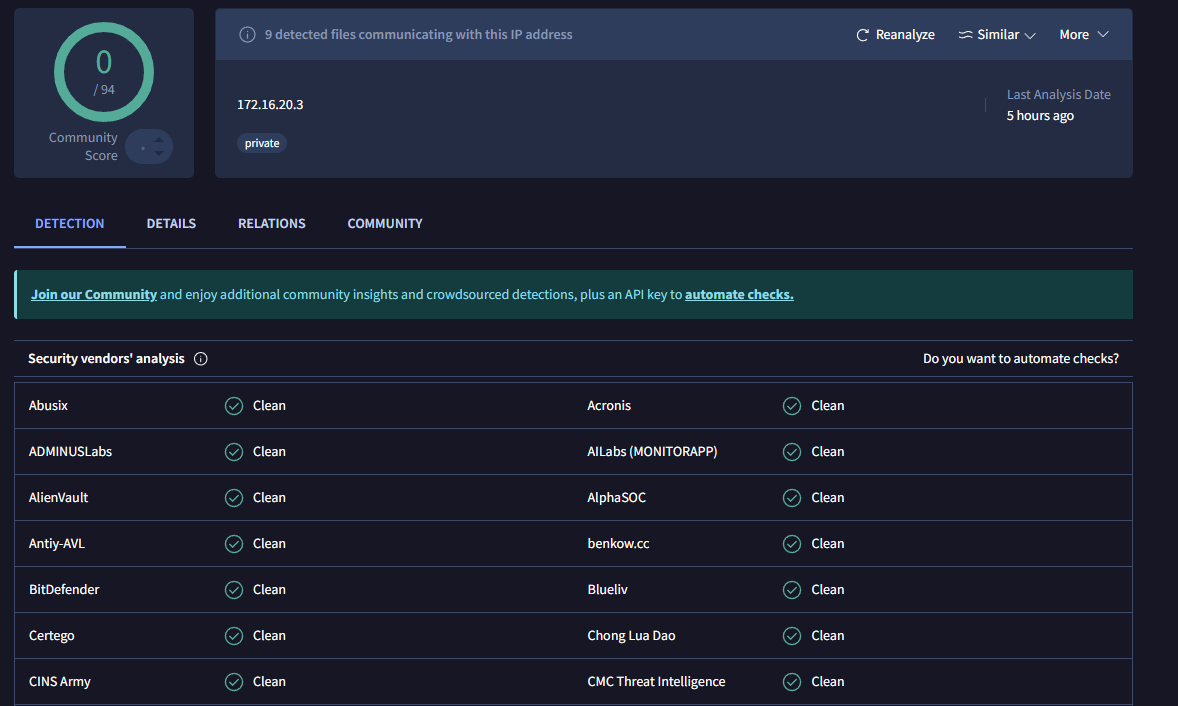 0
/ 94
Community
Score
9 detected files communicating with this IP address
Reanalyze
Similar
More
172.16.20.3
private
Last Analysis Date
5 hours ago
DETECTION DETAILS RELATIONS COMMUNITY
Join our Community and enjoy additional community insights and crowdsourced detections, plus an API key to automate checks.
Security vendors' analysis
Do you want to automate checks?
Abusix Clean Acronis Clean
ADMINUSLabs Clean AILabs (MONITORAPP) Clean
AlienVault Clean AlphaSOC Clean
Antiy-AVL Clean benkow.cc Clean
BitDefender Clean Blueliv Clean
Certego Clean Chong Lua Dao Clean
CINS Army Clean CMC Threat Intelligence Clean